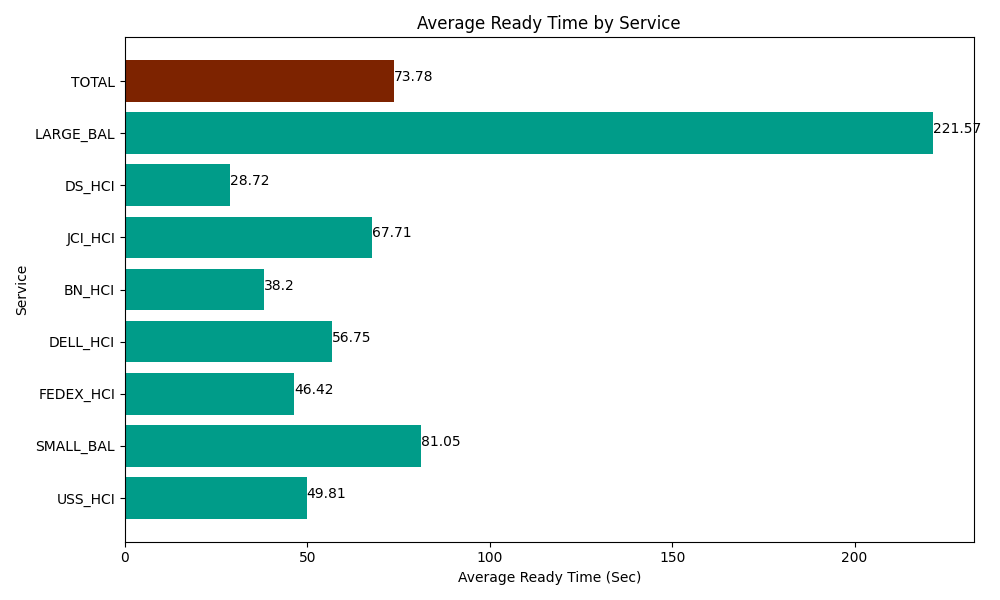 Average Ready Time by Service
TOTAL
73.78
LARGE_BAL
221.57
DS_HCI
28.72
JCI_HCI
67.71
BN_HCI
38.2
DELL_HCI
56.75
FEDEX_HCI
46.42
SMALL_BAL
81.05
USS_HCI
49.81
Service
0 50 100 150 200
Average Ready Time (Sec)